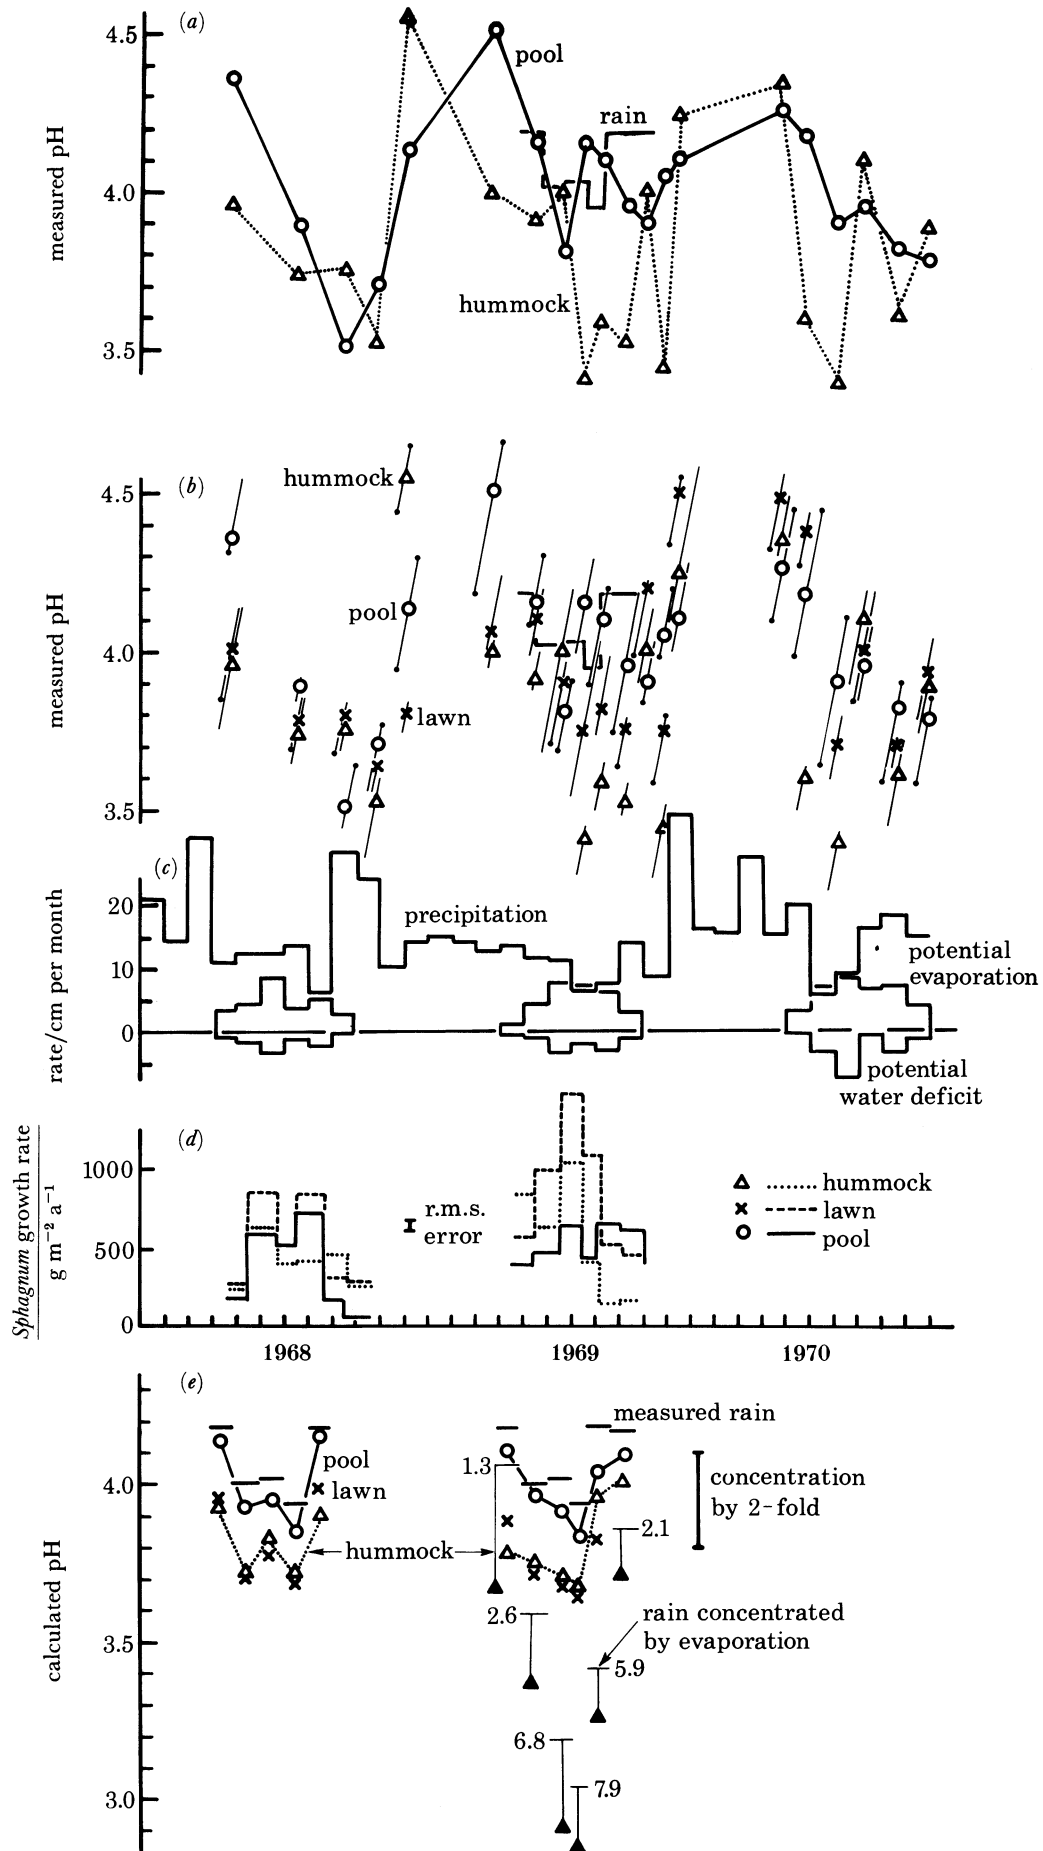 (a)
4.5
4.0
3.5
measured pH
pool
rain
hummock
(b)
4.5
4.0
3.5
measured pH
hummock
pool
lawn
(c)
20
10
0
rate/cm per month
precipitation
potential
evaporation
potential
water deficit
(d)
1000
500
0
Sphagnum growth rate
g m⁻² a⁻¹
r.m.s.
error
hummock
lawn
pool
1968
1969
1970
(e)
4.0
3.5
3.0
calculated pH
measured rain
pool
lawn
hummock
1.3
concentration
by 2-fold
2.1
2.6
rain concentrated
by evaporation
5.9
6.8
7.9